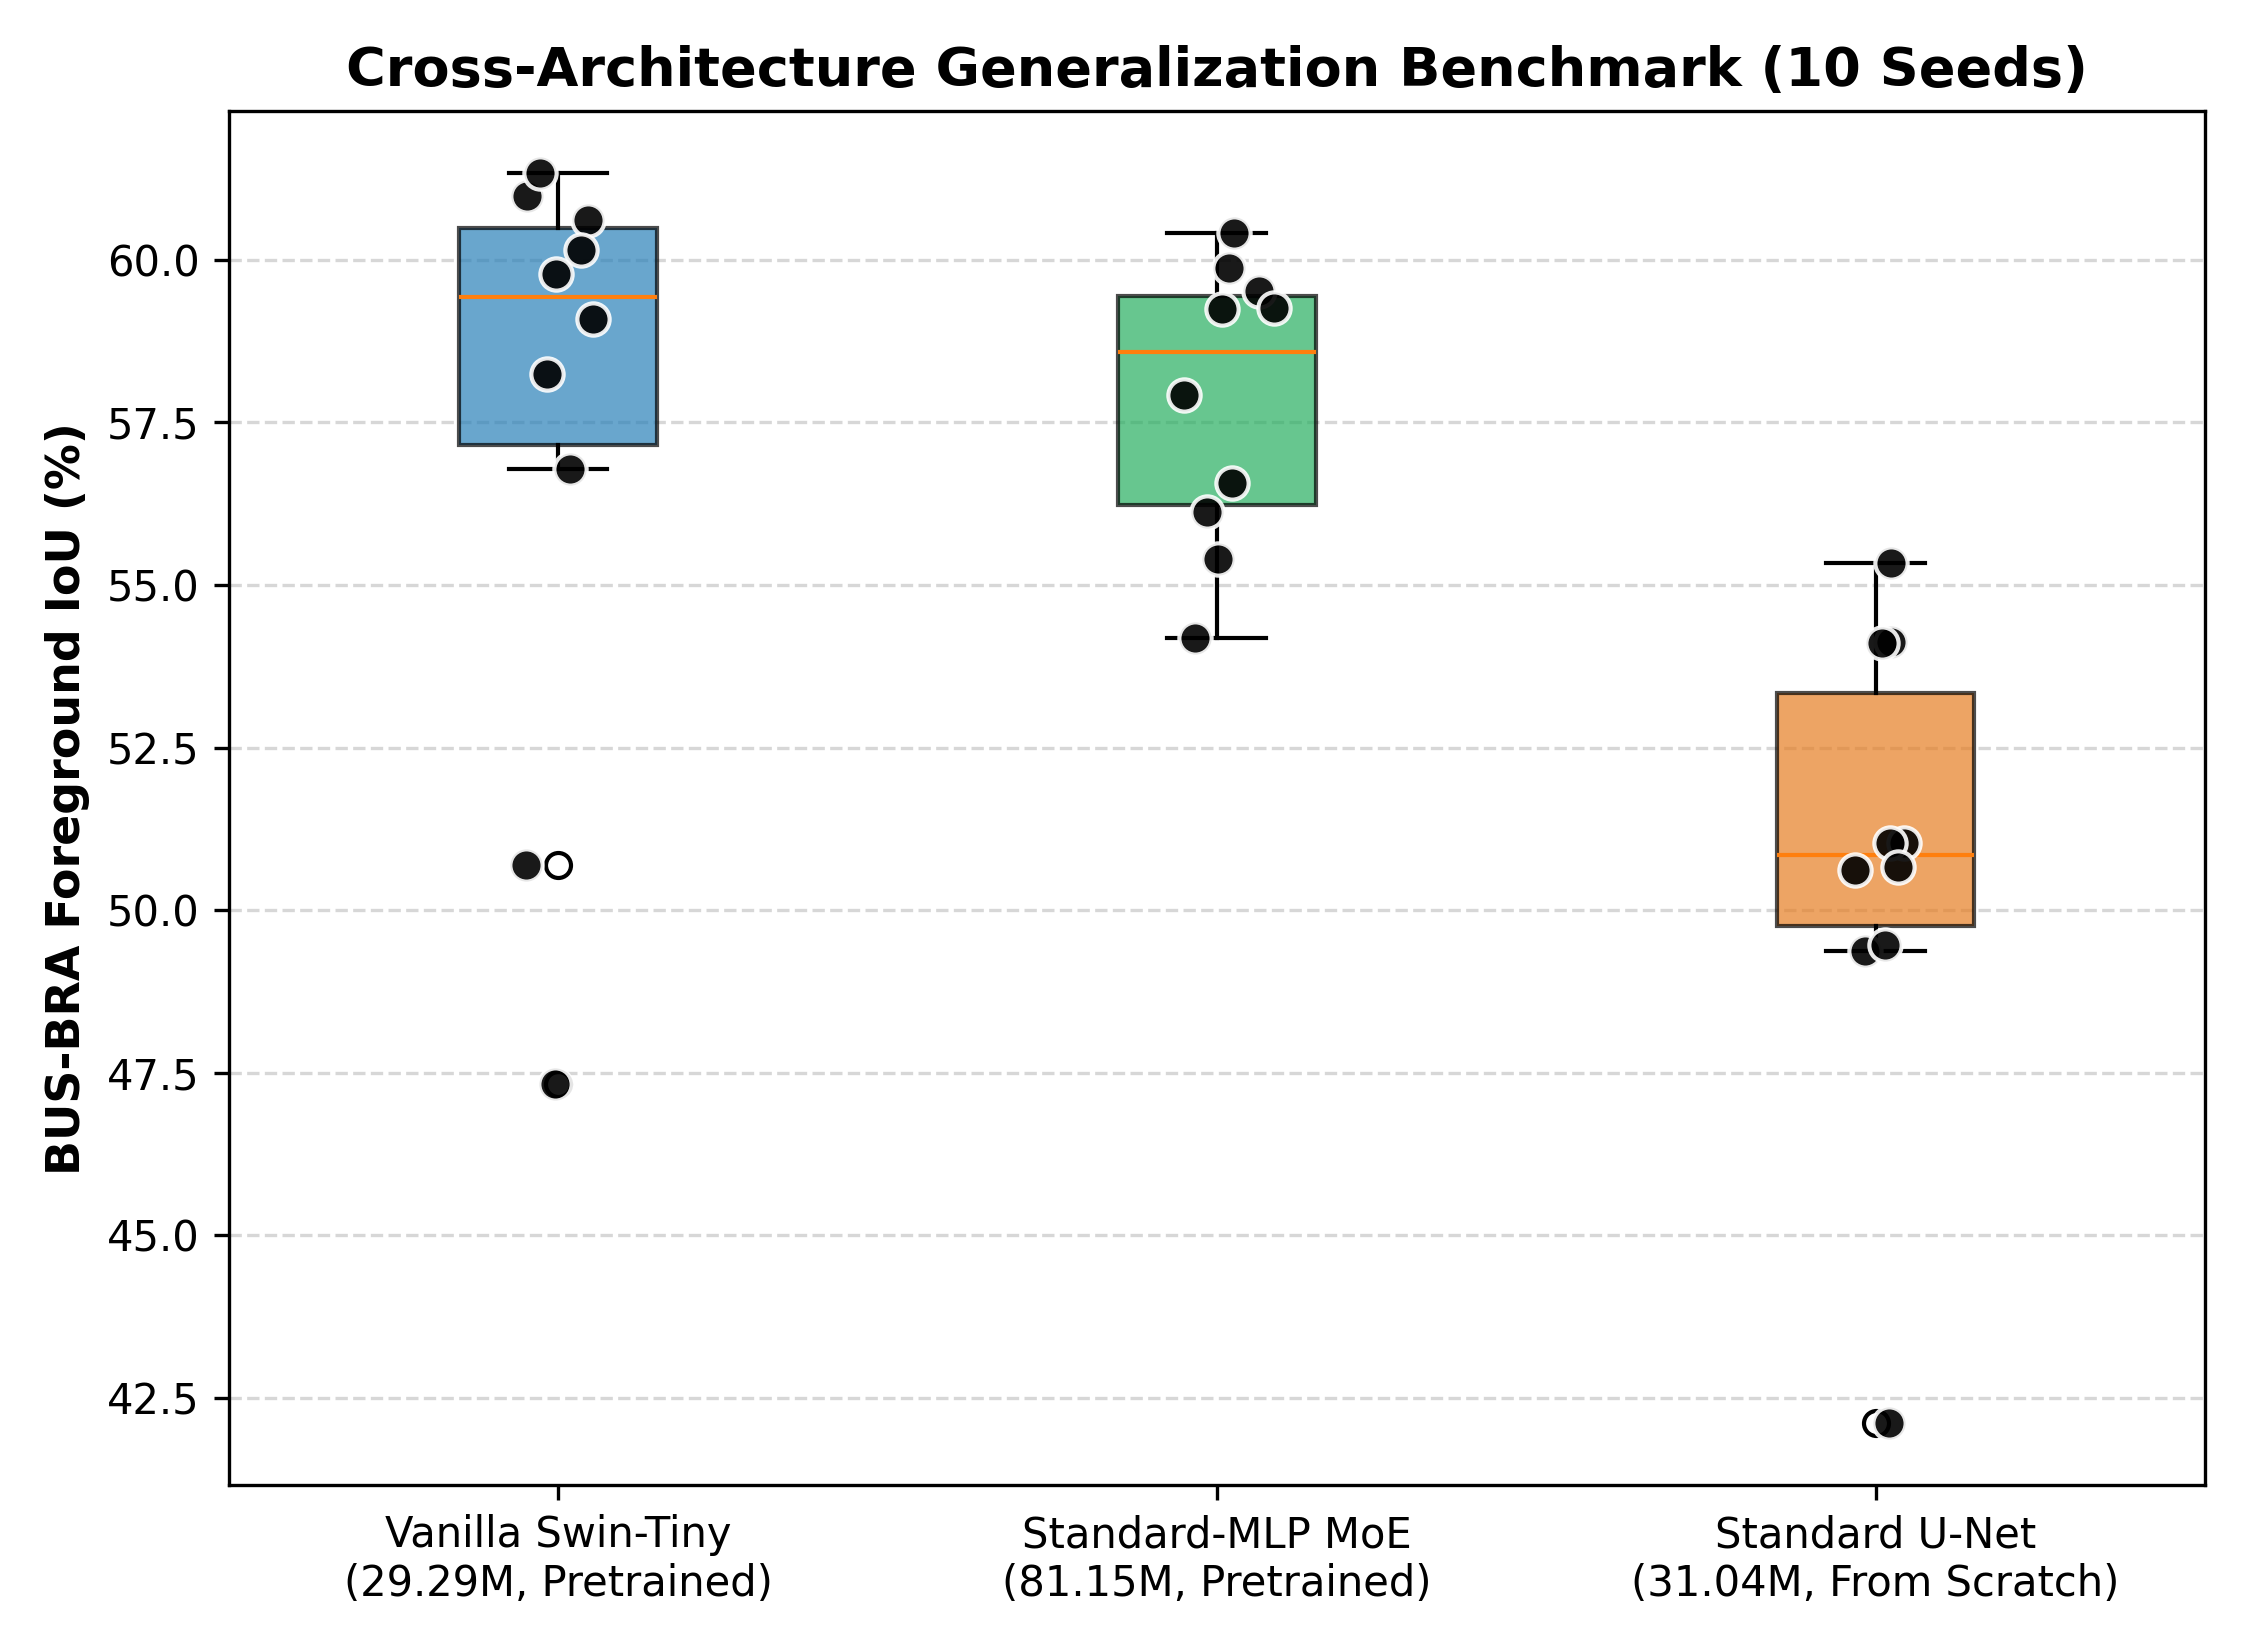 Cross-Architecture Generalization Benchmark (10 Seeds)
BUS-BRA Foreground IoU (%)
60.0
57.5
55.0
52.5
50.0
47.5
45.0
42.5
Vanilla Swin-Tiny
(29.29M, Pretrained)
Standard-MLP MoE
(81.15M, Pretrained)
Standard U-Net
(31.04M, From Scratch)